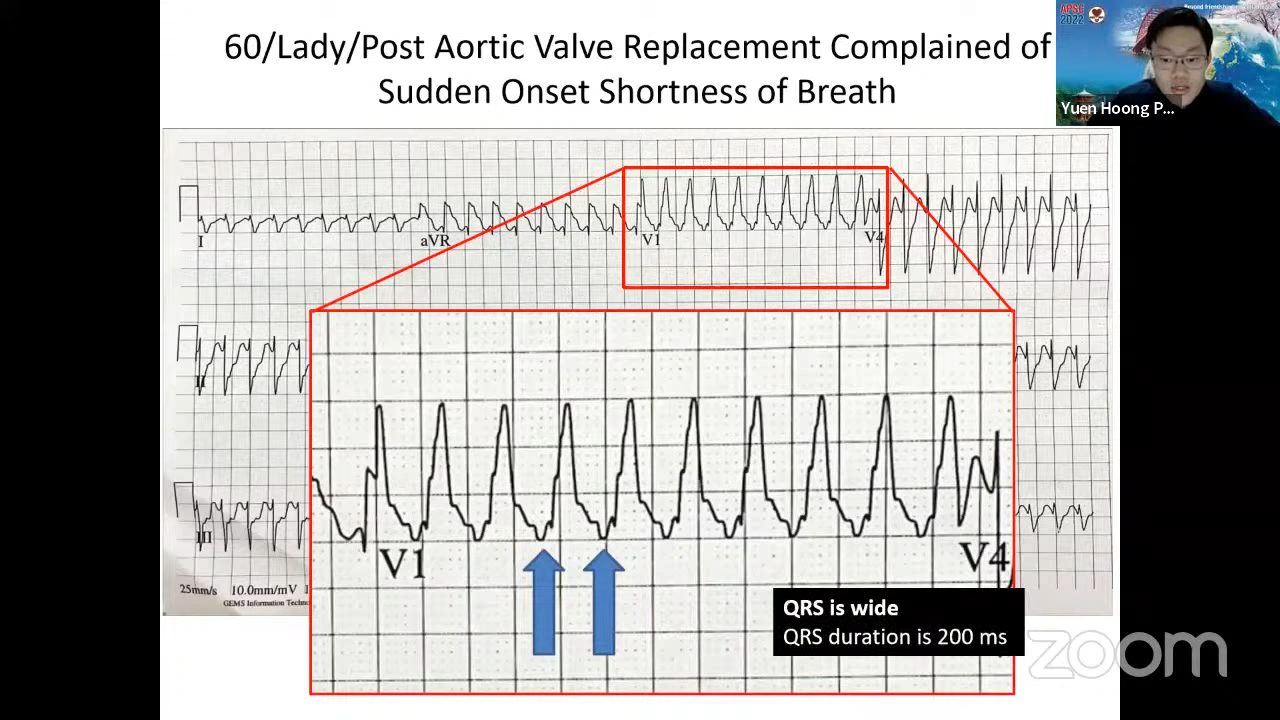 60/Lady/Post Aortic Valve Replacement Complained of
Sudden Onset Shortness of Breath
APSC
2022
Yuen Hoong P...
I
aVR
V1
V4
II
III
V1
V4
25mm/s 10.0mm/mV
GEMS Information
QRS is wide
QRS duration is 200 ms
zoom